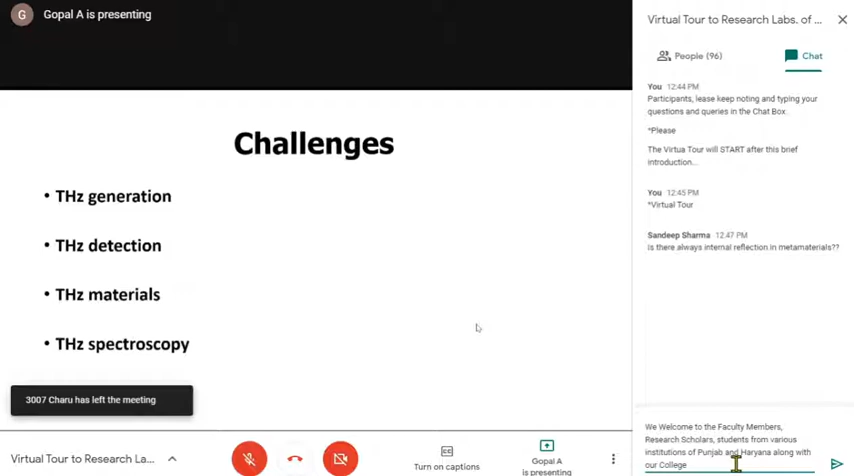 G
Gopal A is presenting
Challenges
• THz generation
• THz detection
• THz materials
• THz spectroscopy
3007 Charu has left the meeting
Virtual Tour to Research La...
Turn on captions
Gopal A
is presenting
Virtual Tour to Research Labs. of ...
People (96)
Chat
You 12:44 PM
Participants, lease keep noting and typing your
questions and queries in the Chat Box.
*Please
The Virtua Tour will START after this brief
introduction...
You 12:45 PM
*Virtual Tour
Sandeep Sharma 12:47 PM
Is there always internal reflection in metamaterials??
We Welcome to the Faculty Members,
Research Scholars, students from various
institutions of Punjab and Haryana along with
our College